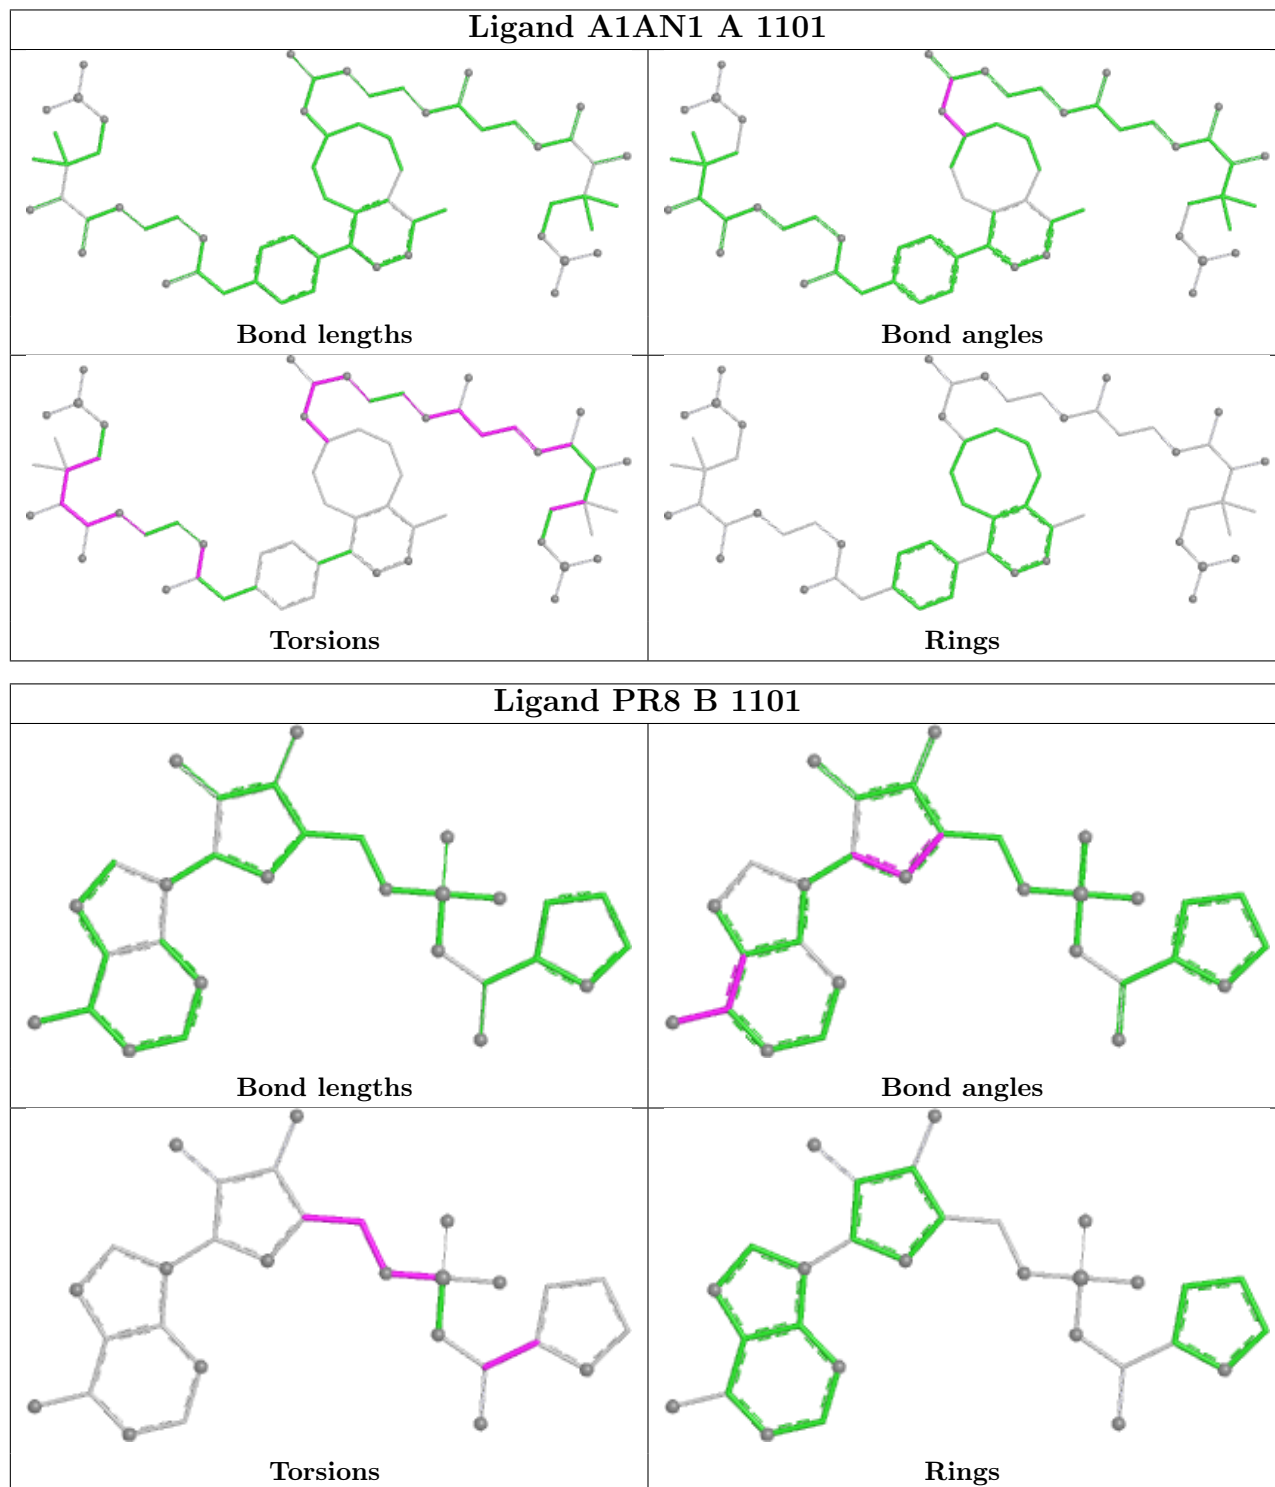 Ligand A1AN1 A 1101
Bond lengths
Bond angles
Torsions
Rings
Ligand PR8 B 1101
Bond lengths
Bond angles
Torsions
Rings